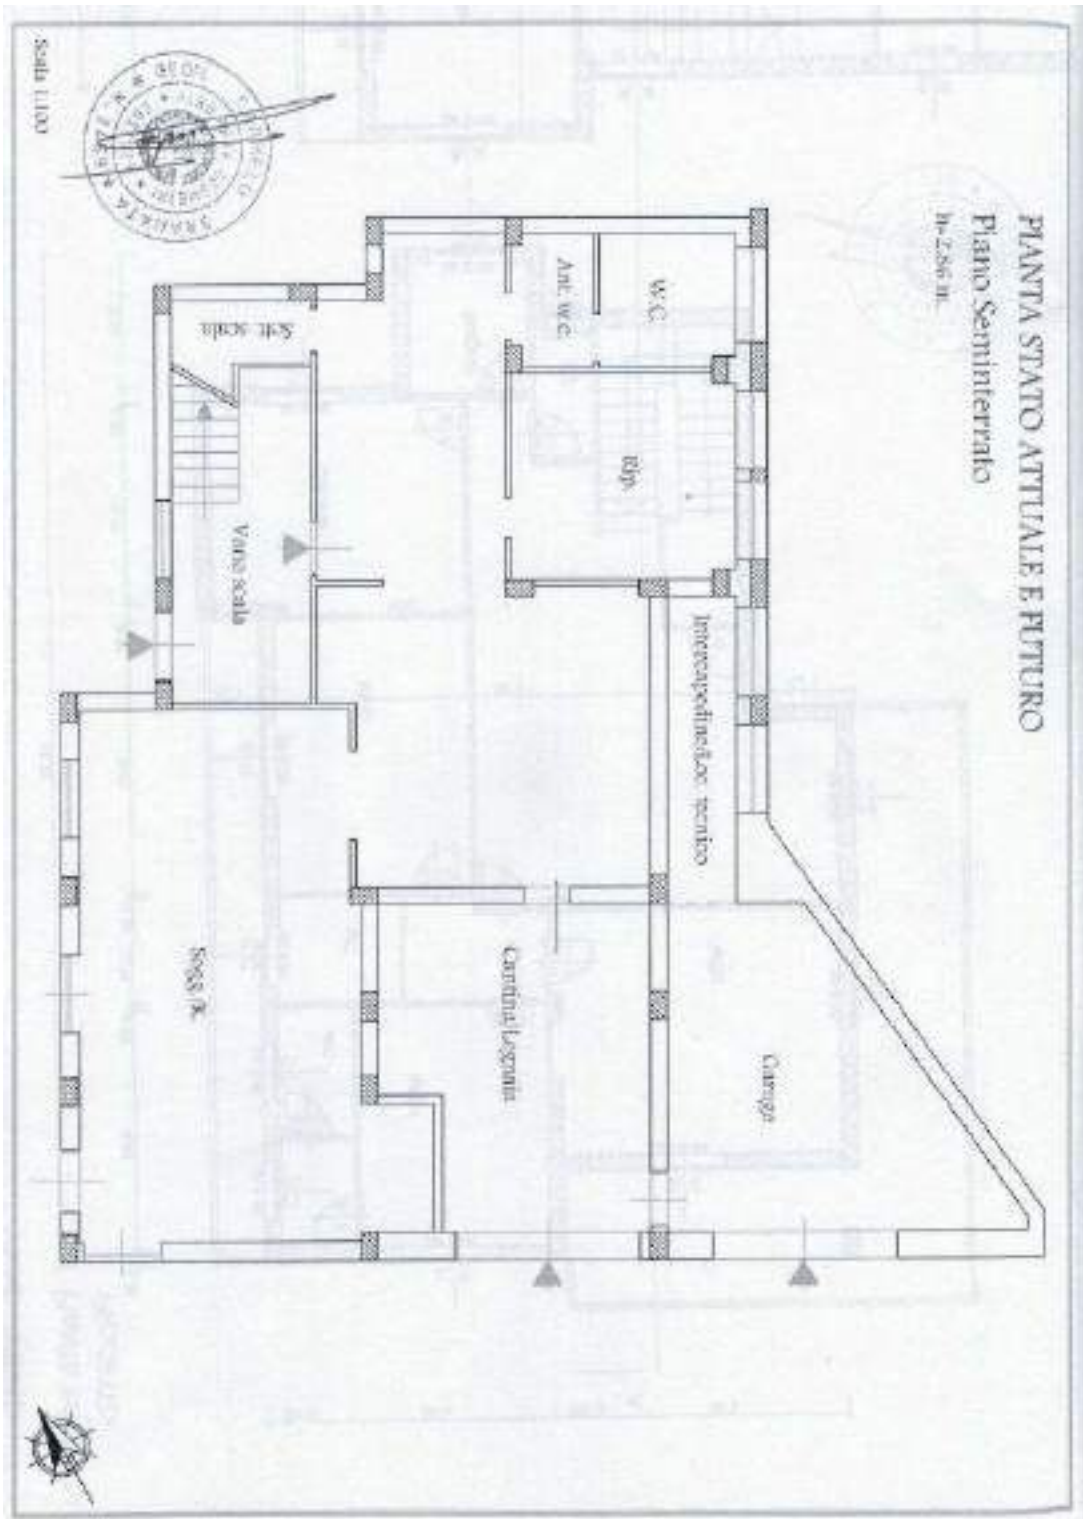 PIANTA STATO ATTUALE E FUTURO
Piano Seminterrato
h=2.86 m.
W.C.
Ant. w.c.
Rip.
Sott. scala
Vano scala
Intercapedine/Loc. tecnico
Sogg./K.
Cantina/Legnaia
Garage
Scala 1:100